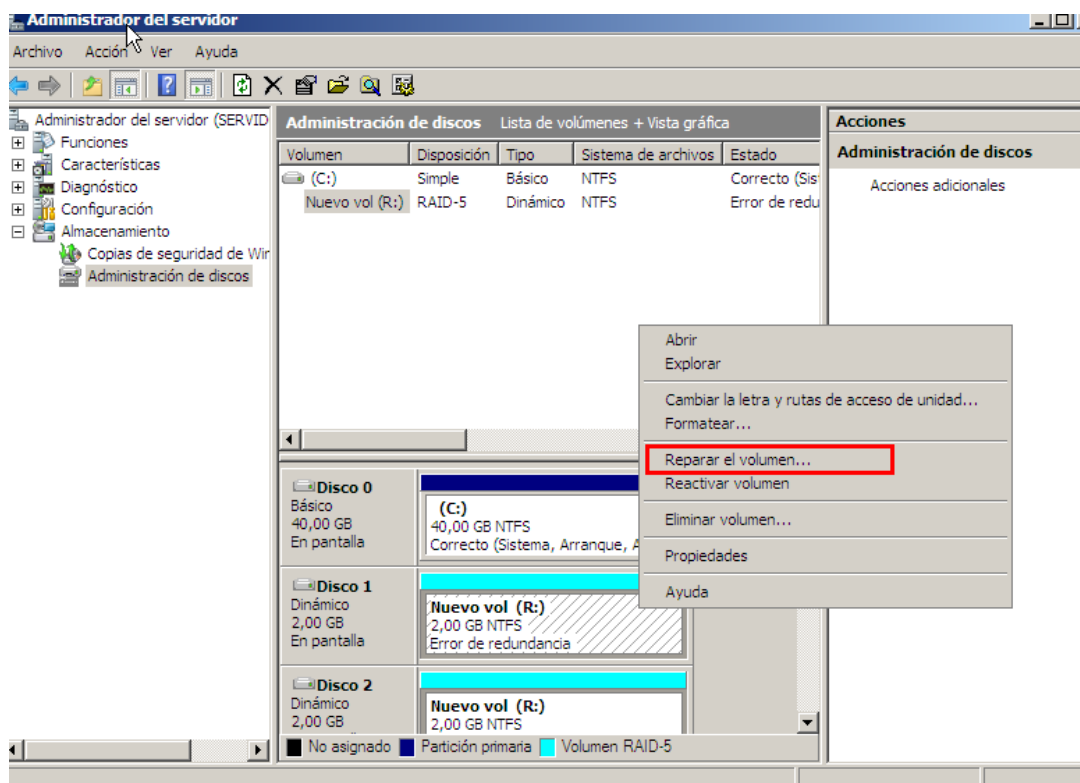 Administrador del servidor
Archivo Acción Ver Ayuda
Administrador del servidor (SERVID
Funciones
Características
Diagnóstico
Configuración
Almacenamiento
Copias de seguridad de Wir
Administración de discos
Administración de discos Lista de volúmenes + Vista gráfica
Volumen Disposición Tipo Sistema de archivos Estado
(C:) Simple Básico NTFS Correcto (Sis
Nuevo vol (R:) RAID-5 Dinámico NTFS Error de redu
Disco 0
Básico
40,00 GB
En pantalla
(C:)
40,00 GB NTFS
Correcto (Sistema, Arranque, A
Disco 1
Dinámico
2,00 GB
En pantalla
Nuevo vol (R:)
2,00 GB NTFS
Error de redundancia
Disco 2
Dinámico
2,00 GB
Nuevo vol (R:)
2,00 GB NTFS
No asignado Partición primaria Volumen RAID-5
Abrir
Explorar
Cambiar la letra y rutas de acceso de unidad...
Formatear...
Reparar el volumen...
Reactivar volumen
Eliminar volumen...
Propiedades
Ayuda
Acciones
Administración de discos
Acciones adicionales